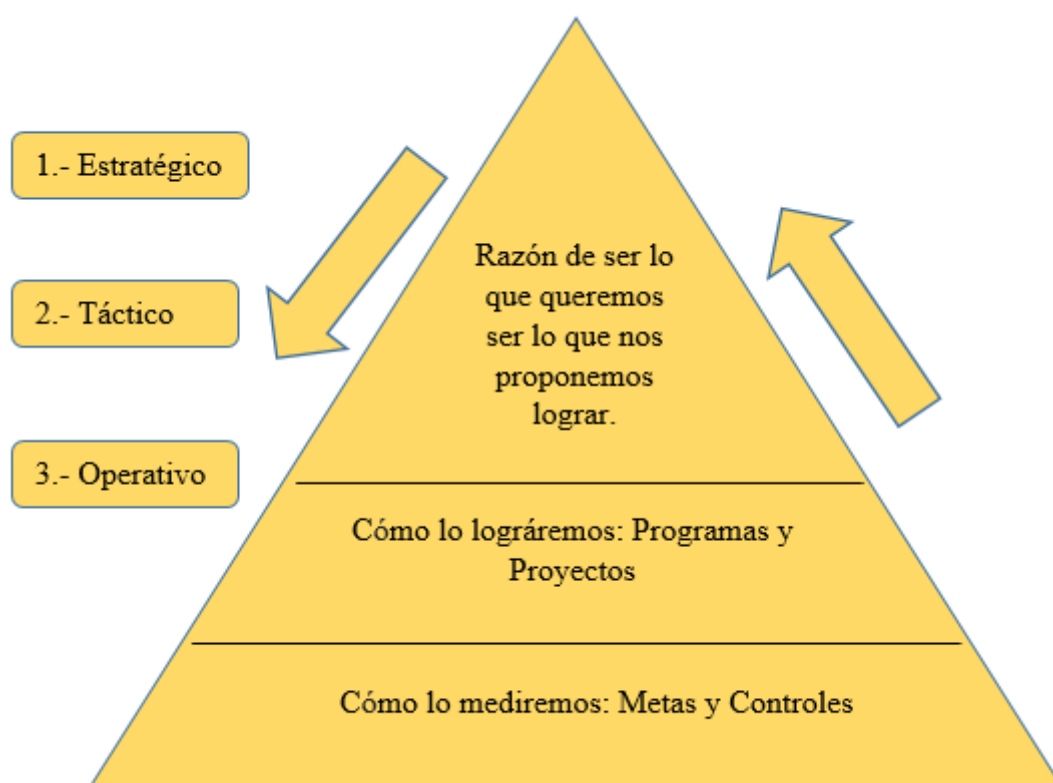 1.- Estratégico
2.- Táctico
3.- Operativo
Razón de ser lo
que queremos
ser lo que nos
proponemos
lograr.
Cómo lo lográremos: Programas y
Proyectos
Cómo lo mediremos: Metas y Controles